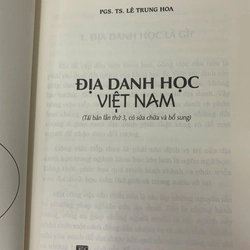 PGS. TS. LÊ TRUNG HOA
ĐỊA DANH HỌC
VIỆT NAM
(Tái bản lần thứ 3, có sửa chữa và bổ sung)